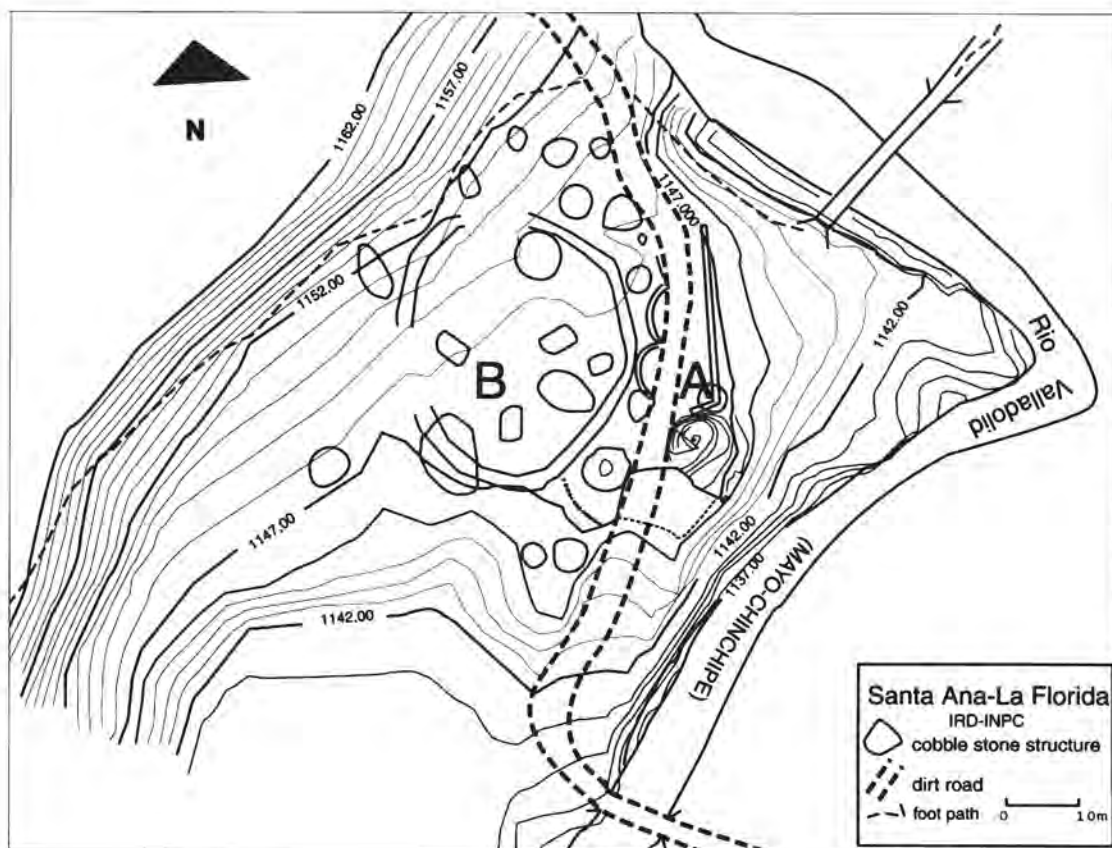 N
1162.00
1157.00
1152.00
1147.000
1142.00
Rio
Valladolid
B
A
1147.00
1142.00
1142.00
1137.00
(MAYO-CHINCHIPE)
Santa Ana-La Florida
IRD-INPC
cobble stone structure
dirt road
foot path
0 10m